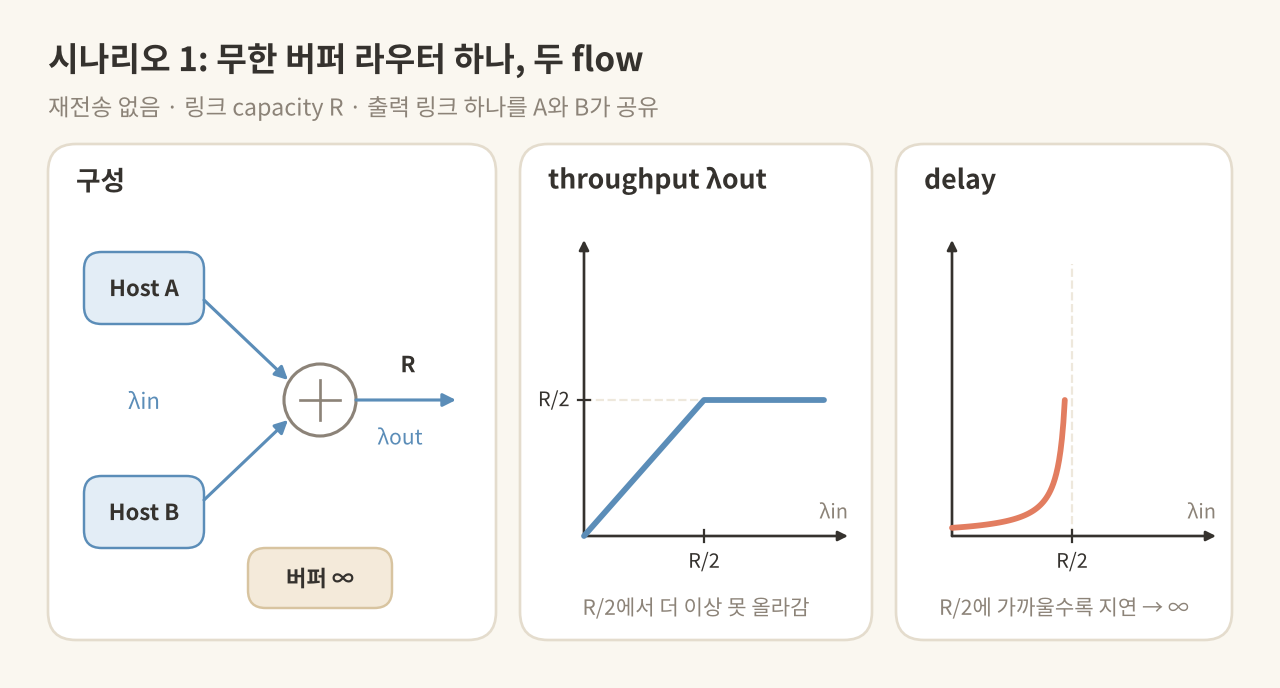 시나리오 1: 무한 버퍼 라우터 하나, 두 flow
재전송 없음 · 링크 capacity R · 출력 링크 하나를 A와 B가 공유
구성
Host A
λin
Host B
R
λout
버퍼 ∞
throughput λout
R/2
λin
R/2
R/2에서 더 이상 못 올라감
delay
λin
R/2
R/2에 가까울수록 지연 → ∞